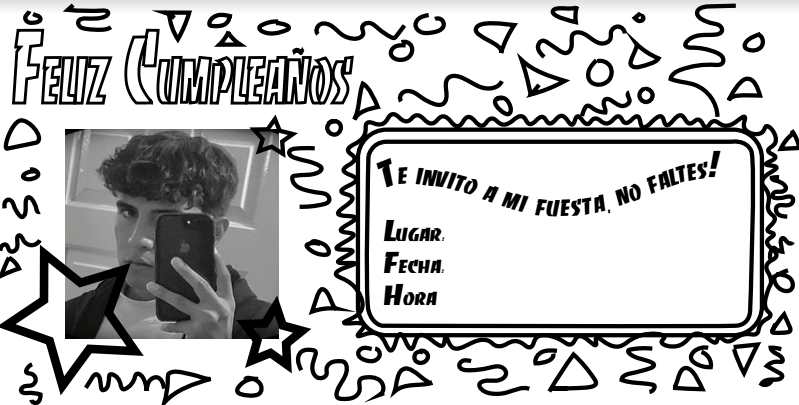 Feliz Cumpleaños
Te invito a mi fuesta, no faltes!
Lugar:
Fecha:
Hora